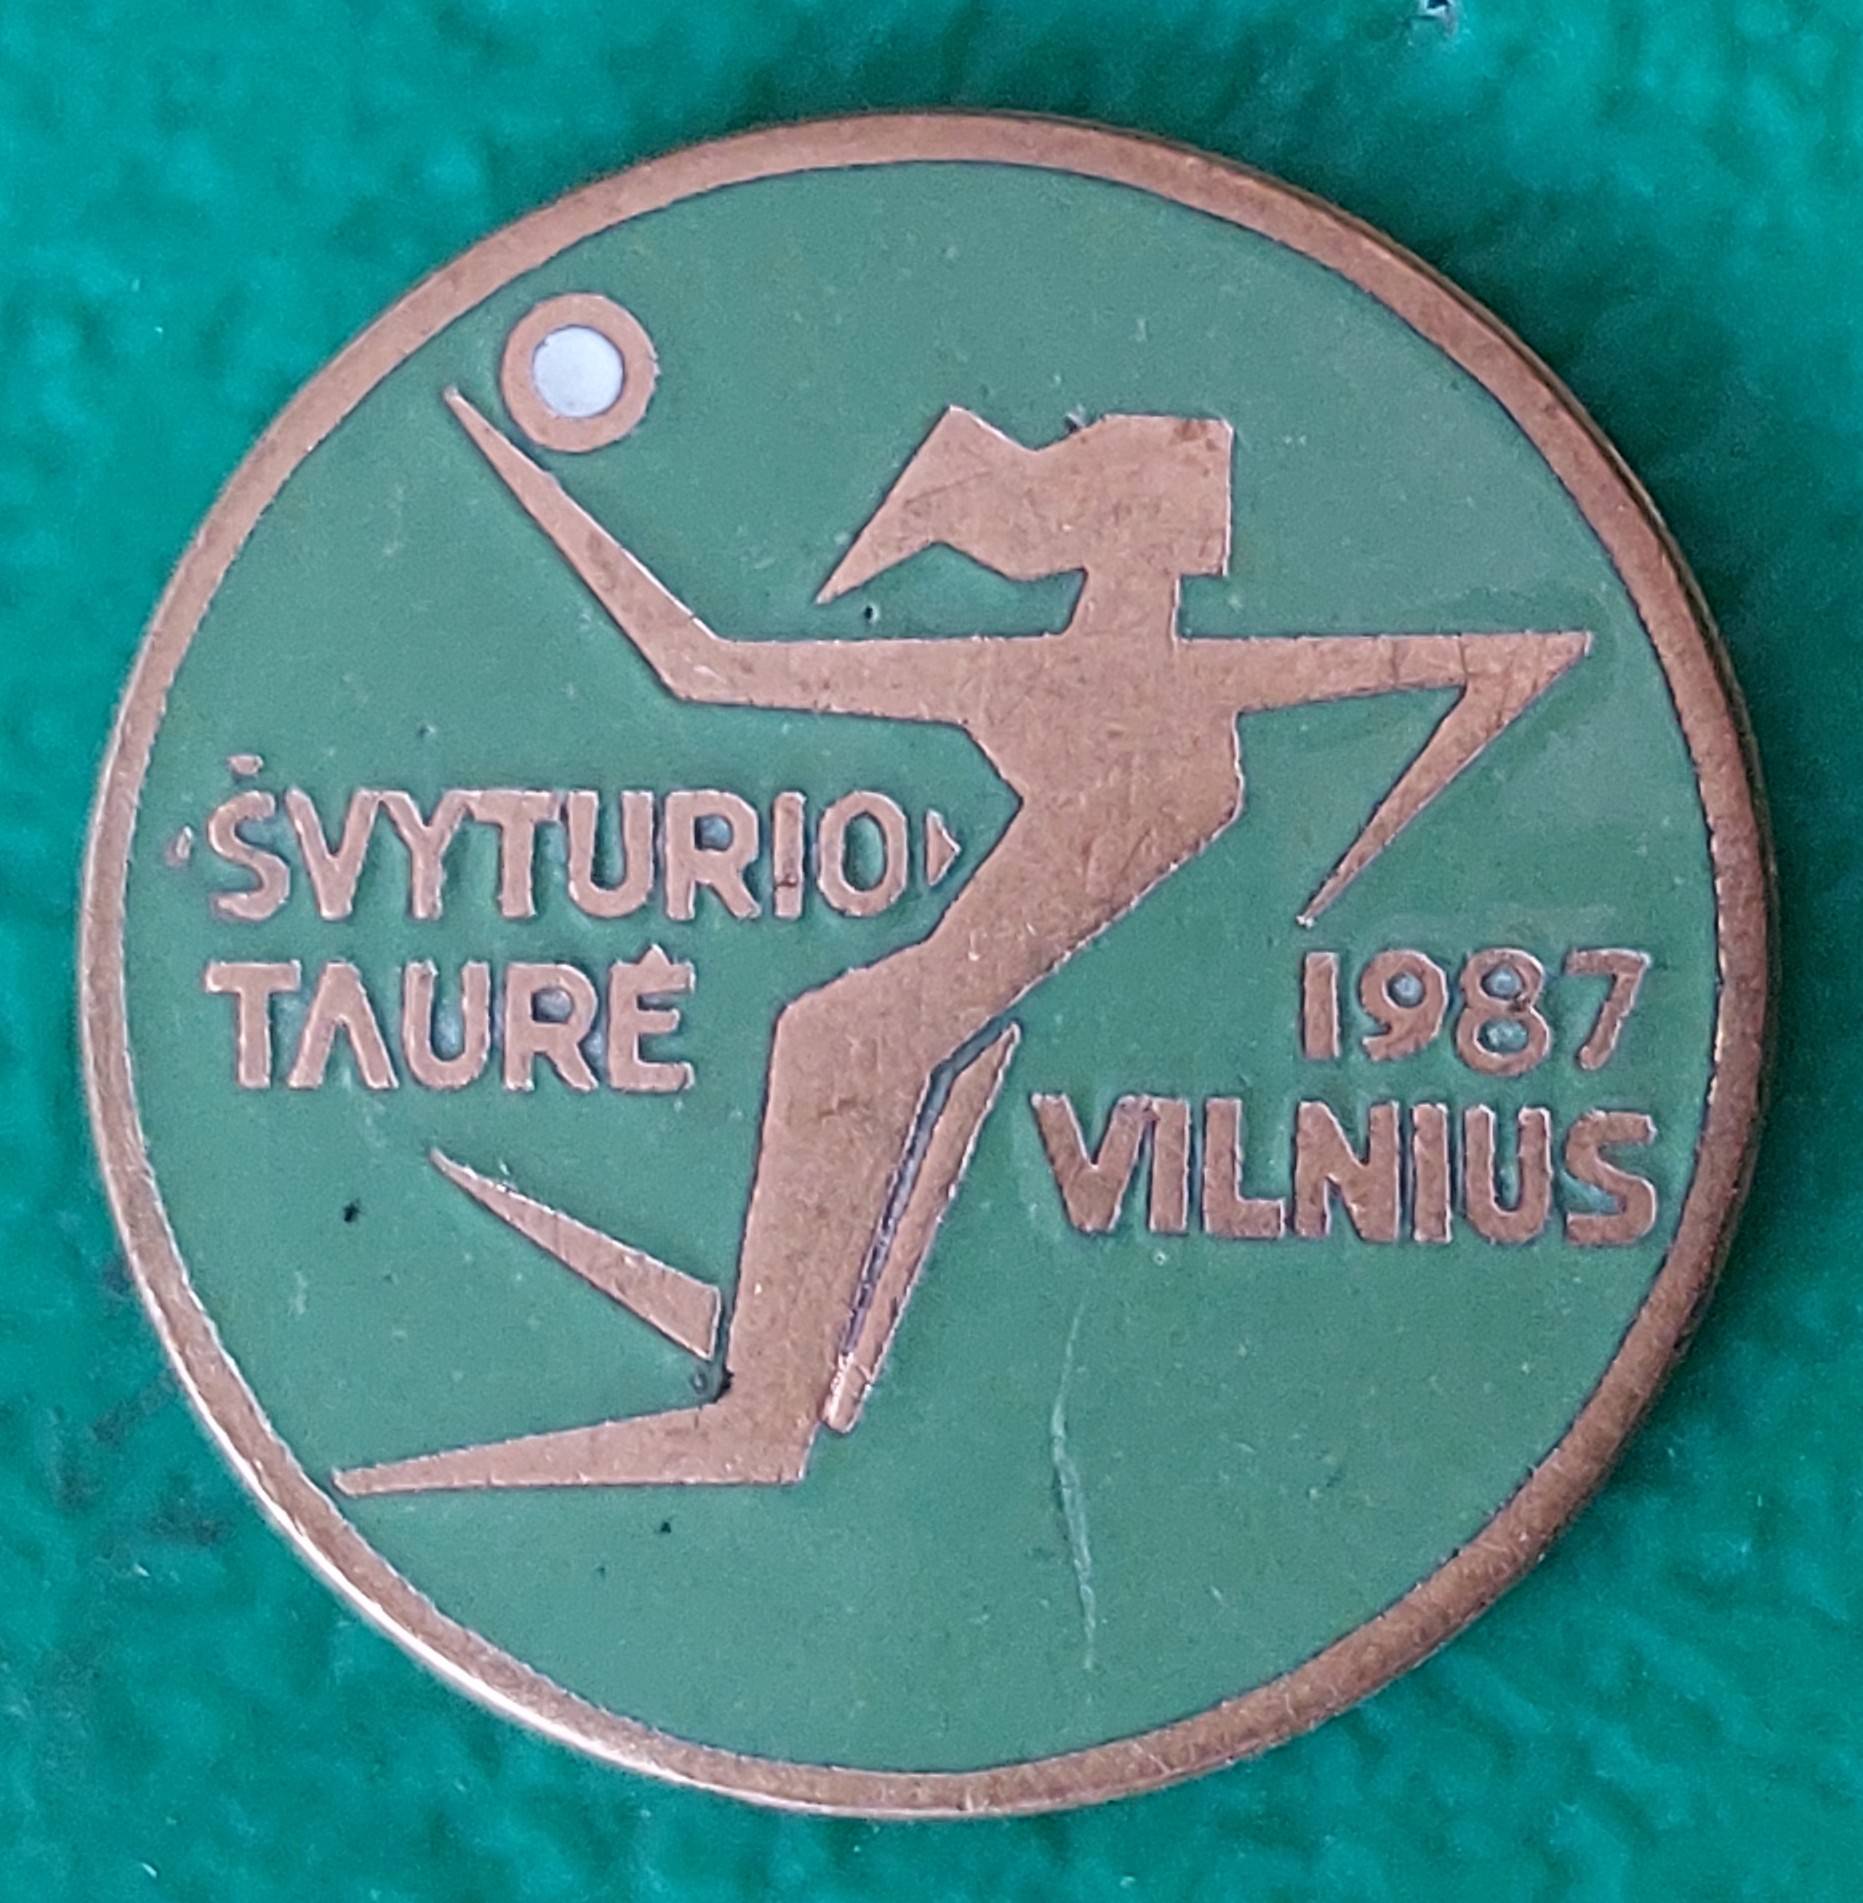 ‹ŠVYTURIO›
TAURĖ
1987
VILNIUS